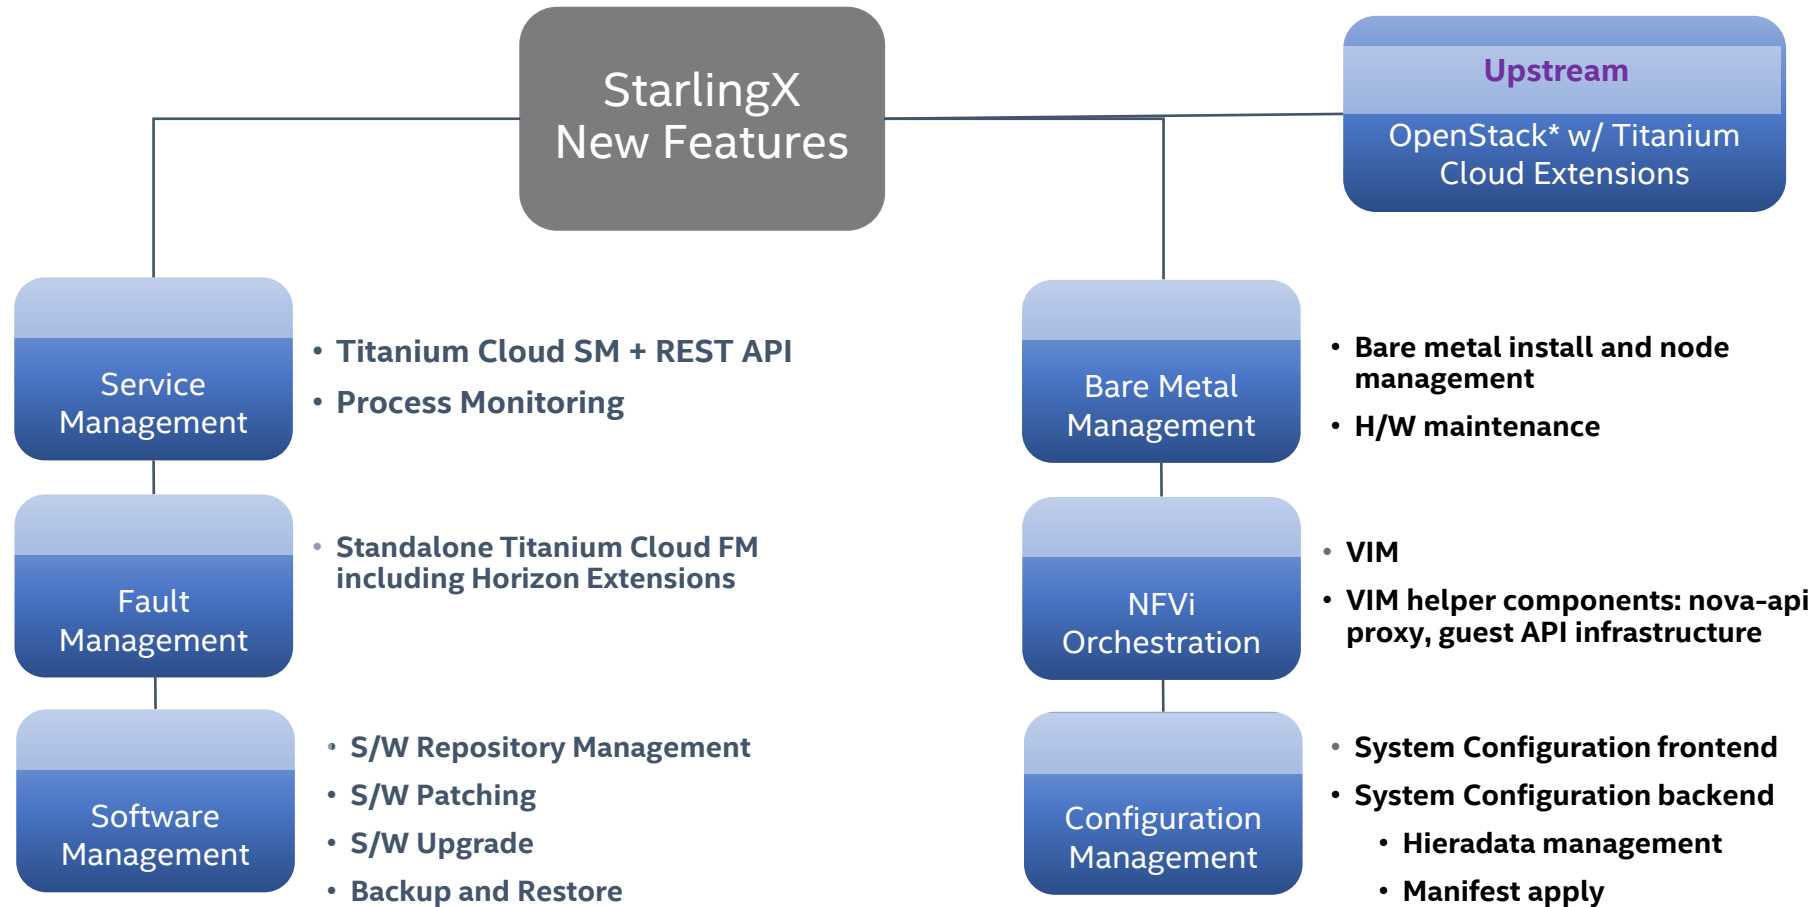 StarlingX
New Features
Upstream
OpenStack* w/ Titanium
Cloud Extensions
Service
Management
• Titanium Cloud SM + REST API
• Process Monitoring
Fault
Management
• Standalone Titanium Cloud FM
including Horizon Extensions
Software
Management
• S/W Repository Management
• S/W Patching
• S/W Upgrade
• Backup and Restore
Bare Metal
Management
• Bare metal install and node
management
• H/W maintenance
NFVi
Orchestration
• VIM
• VIM helper components: nova-api
proxy, guest API infrastructure
Configuration
Management
• System Configuration frontend
• System Configuration backend
• Hieradata management
• Manifest apply